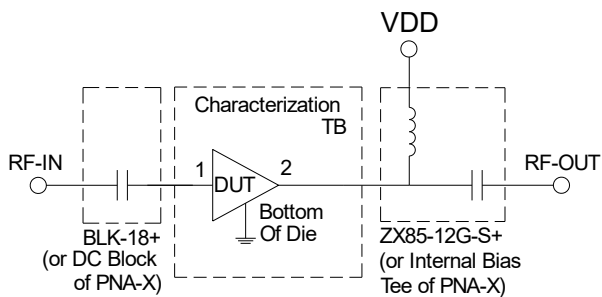 VDD
Characterization
TB
RF-IN
1
2
RF-OUT
DUT
Bottom
Of Die
BLK-18+
(or DC Block
of PNA-X)
ZX85-12G-S+
(or Internal Bias
Tee of PNA-X)